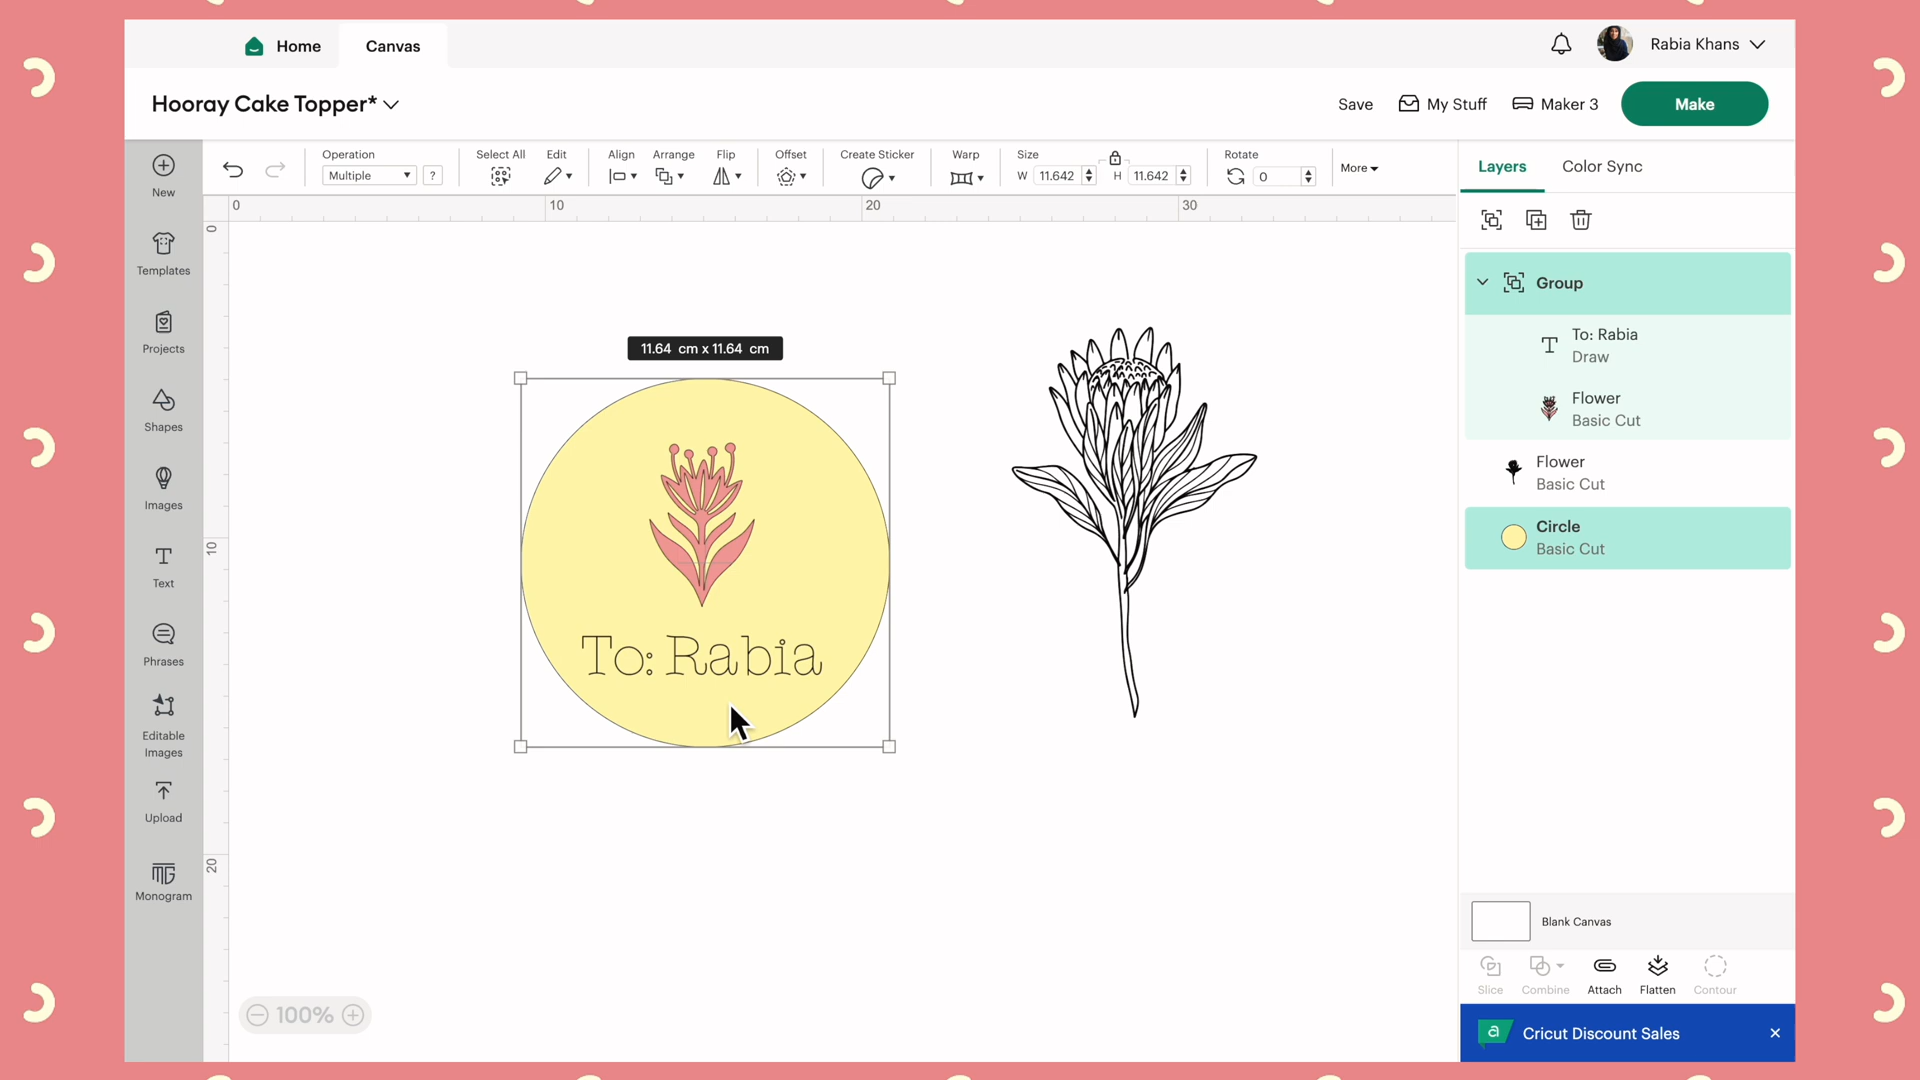 Home
Canvas
Rabia Khans
Hooray Cake Topper*
Save
My Stuff
Maker 3
Make
New
Templates
Projects
Shapes
Images
Text
Phrases
Editable
Images
Upload
Monogram
Operation
Multiple
?
Select All
Edit
Align
Arrange
Flip
Offset
Create Sticker
Warp
Size
W 11.642
H 11.642
Rotate
0
More
0
10
20
30
0
10
20
11.64 cm x 11.64 cm
To: Rabia
100%
Layers
Color Sync
Group
To: Rabia
Draw
Flower
Basic Cut
Flower
Basic Cut
Circle
Basic Cut
Blank Canvas
Slice
Combine
Attach
Flatten
Contour
a
Cricut Discount Sales